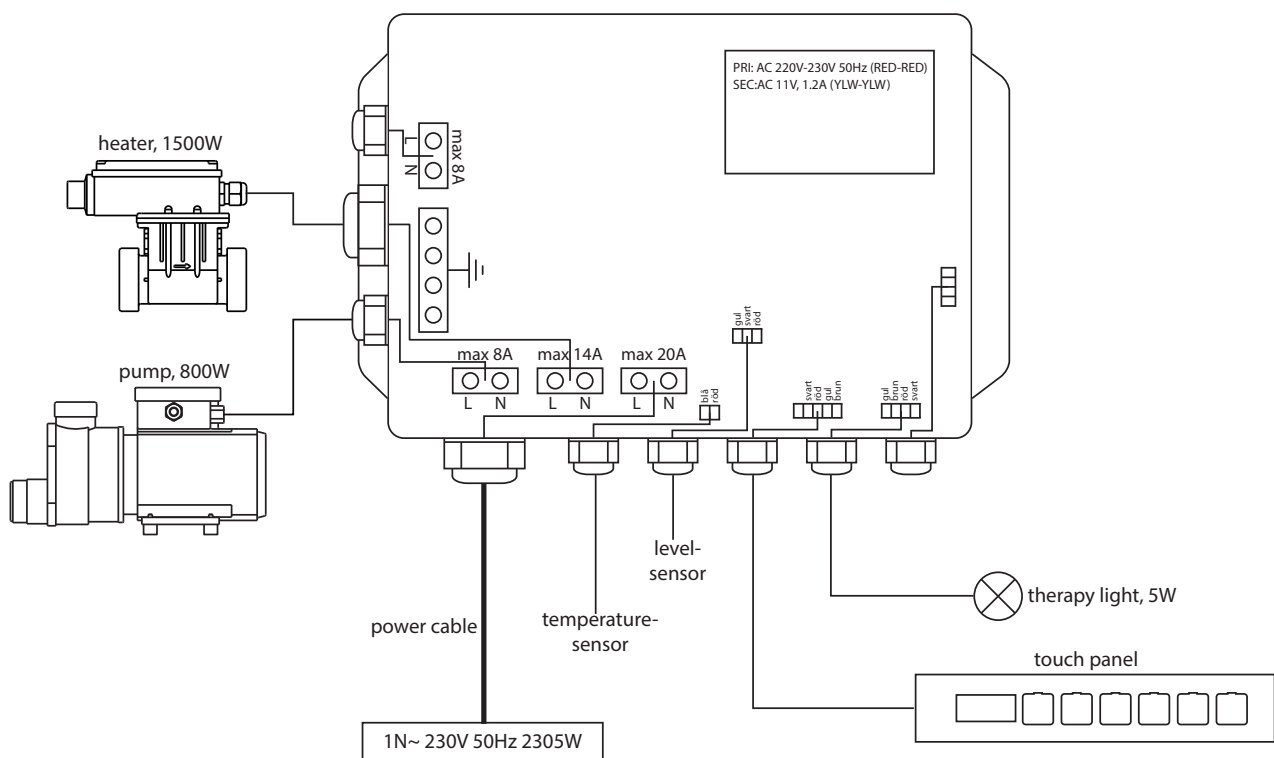 PRI: AC 220V-230V 50Hz (RED-RED)
SEC:AC 11V, 1.2A (YLW-YLW)
heater, 1500W
L
N
max 8A
pump, 800W
max 8A
L N
max 14A
L N
max 20A
L N
blå
röd
gul
svart
röd
svart
röd
gul
brun
gul
brun
röd
svart
power cable
temperature-
sensor
level-
sensor
therapy light, 5W
touch panel
1N~ 230V 50Hz 2305W